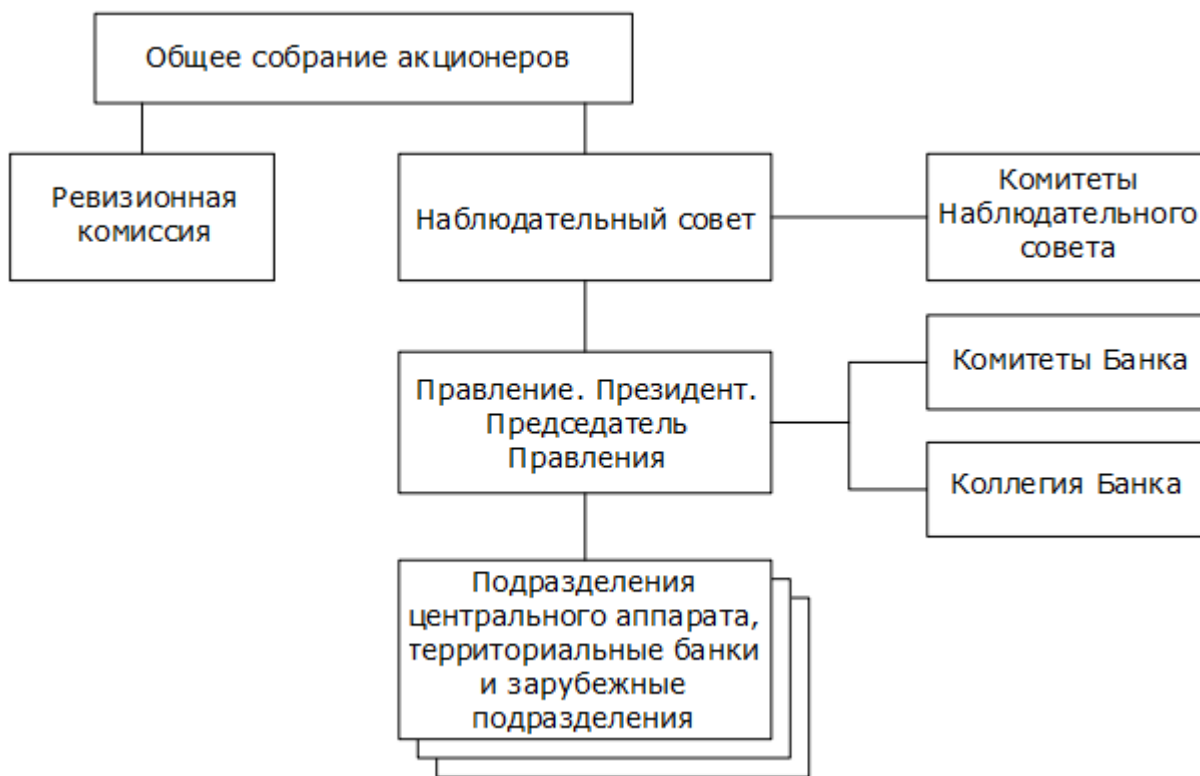 Общее собрание акционеров
Ревизионная
комиссия
Наблюдательный совет
Комитеты
Наблюдательного
совета
Правление. Президент.
Председатель
Правления
Комитеты Банка
Коллегия Банка
Подразделения
центрального аппарата,
территориальные банки
и зарубежные
подразделения